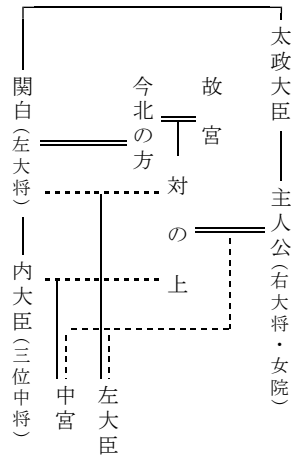 太政大臣
主人公(右大将・女院)
故宮
今北の方
対の上
関白(左大将)
内大臣(三位中将)
左大臣
中宮